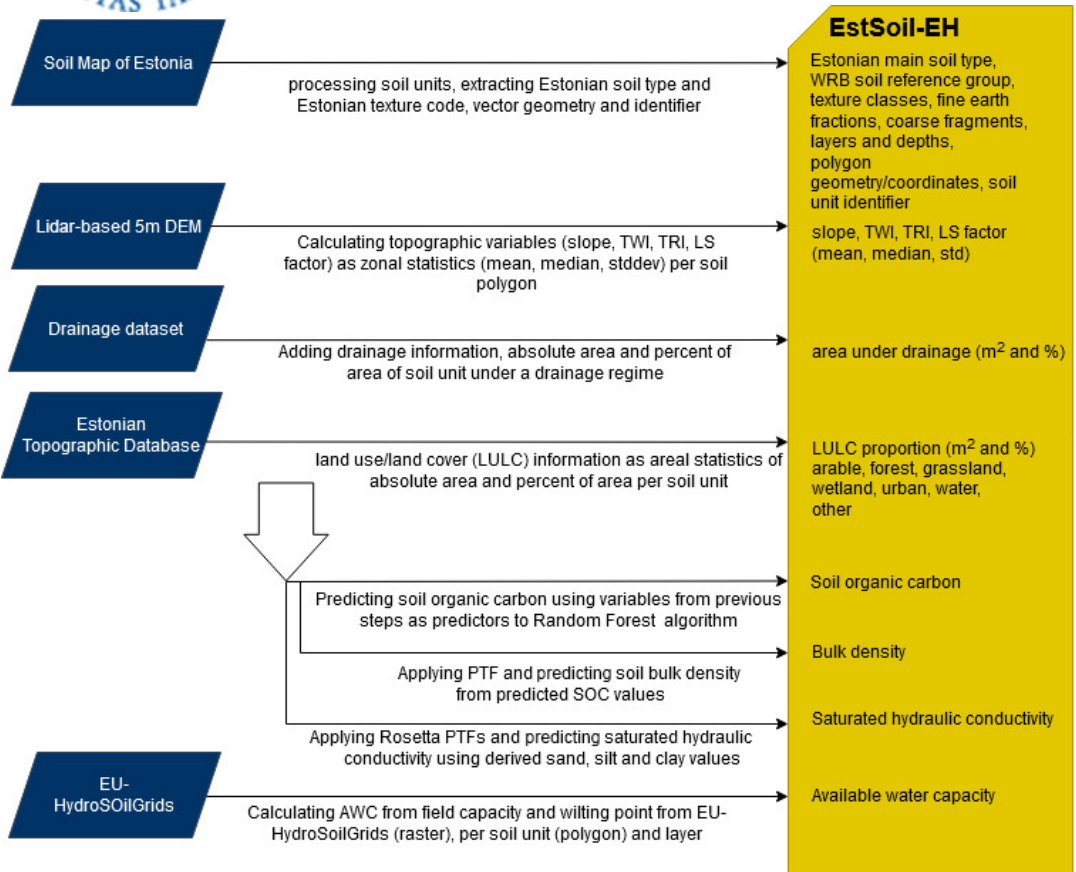 EstSoil-EH
Soil Map of Estonia
processing soil units, extracting Estonian soil type and
Estonian texture code, vector geometry and identifier
Estonian main soil type,
WRB soil reference group,
texture classes, fine earth
fractions, coarse fragments,
layers and depths,
polygon
geometry/coordinates, soil
unit identifier
Lidar-based 5m DEM
Calculating topographic variables (slope, TWI, TRI, LS
factor) as zonal statistics (mean, median, stddev) per soil
polygon
slope, TWI, TRI, LS factor
(mean, median, std)
Drainage dataset
Adding drainage information, absolute area and percent of
area of soil unit under a drainage regime
area under drainage (m² and %)
Estonian
Topographic Database
land use/land cover (LULC) information as areal statistics of
absolute area and percent of area per soil unit
LULC proportion (m² and %)
arable, forest, grassland,
wetland, urban, water,
other
Predicting soil organic carbon using variables from previous
steps as predictors to Random Forest algorithm
Soil organic carbon
Applying PTF and predicting soil bulk density
from predicted SOC values
Bulk density
Applying Rosetta PTFs and predicting saturated hydraulic
conductivity using derived sand, silt and clay values
Saturated hydraulic conductivity
EU-
HydroSOilGrids
Calculating AWC from field capacity and wilting point from EU-
HydroSoilGrids (raster), per soil unit (polygon) and layer
Available water capacity